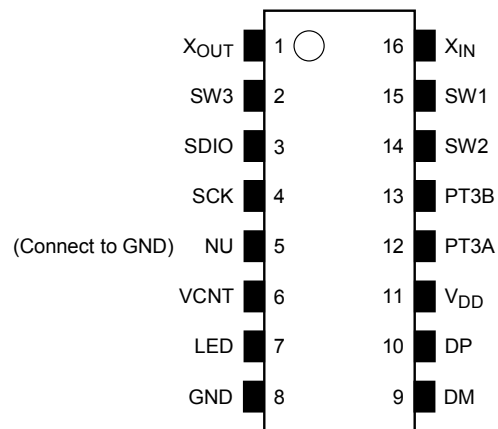 XOUT 1 16 XIN
SW3 2 15 SW1
SDIO 3 14 SW2
SCK 4 13 PT3B
(Connect to GND) NU 5 12 PT3A
VCNT 6 11 VDD
LED 7 10 DP
GND 8 9 DM